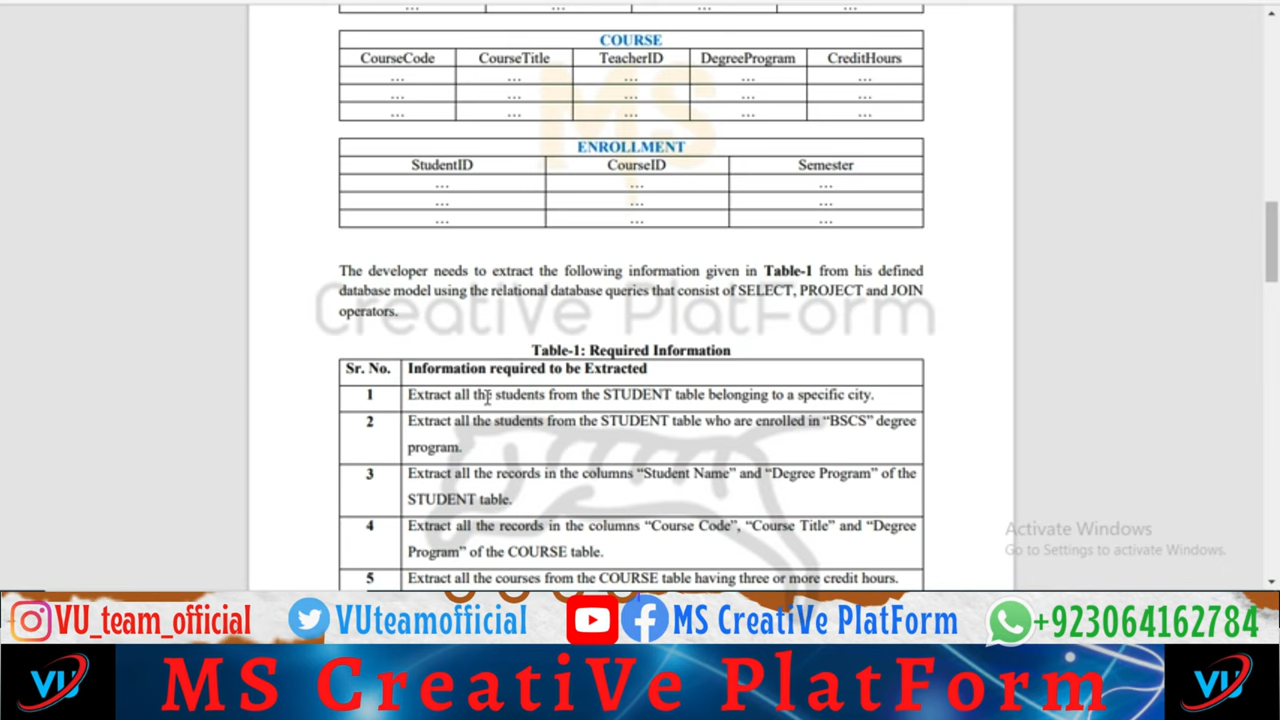 ... ... ... ...
COURSE
CourseCode CourseTitle TeacherID DegreeProgram CreditHours
... ... ... ... ...
... ... ... ... ...
... ... ... ... ...
MS
ENROLLMENT
StudentID CourseID Semester
... ... ...
... ... ...
... ... ...
The developer needs to extract the following information given in Table-1 from his defined
database model using the relational database queries that consist of SELECT, PROJECT and JOIN
operators.
CreatiVe PlatForm
Table-1: Required Information
Sr. No. Information required to be Extracted
1 Extract all the students from the STUDENT table belonging to a specific city.
2 Extract all the students from the STUDENT table who are enrolled in “BSCS” degree
program.
3 Extract all the records in the columns “Student Name” and “Degree Program” of the
STUDENT table.
4 Extract all the records in the columns “Course Code”, “Course Title” and “Degree
Program” of the COURSE table.
5 Extract all the courses from the COURSE table having three or more credit hours.
Activate Windows
Go to Settings to activate Windows.
VU_team_official VUteamofficial MS CreatiVe PlatForm +923064162784
VU MS CreatiVe PlatForm VU